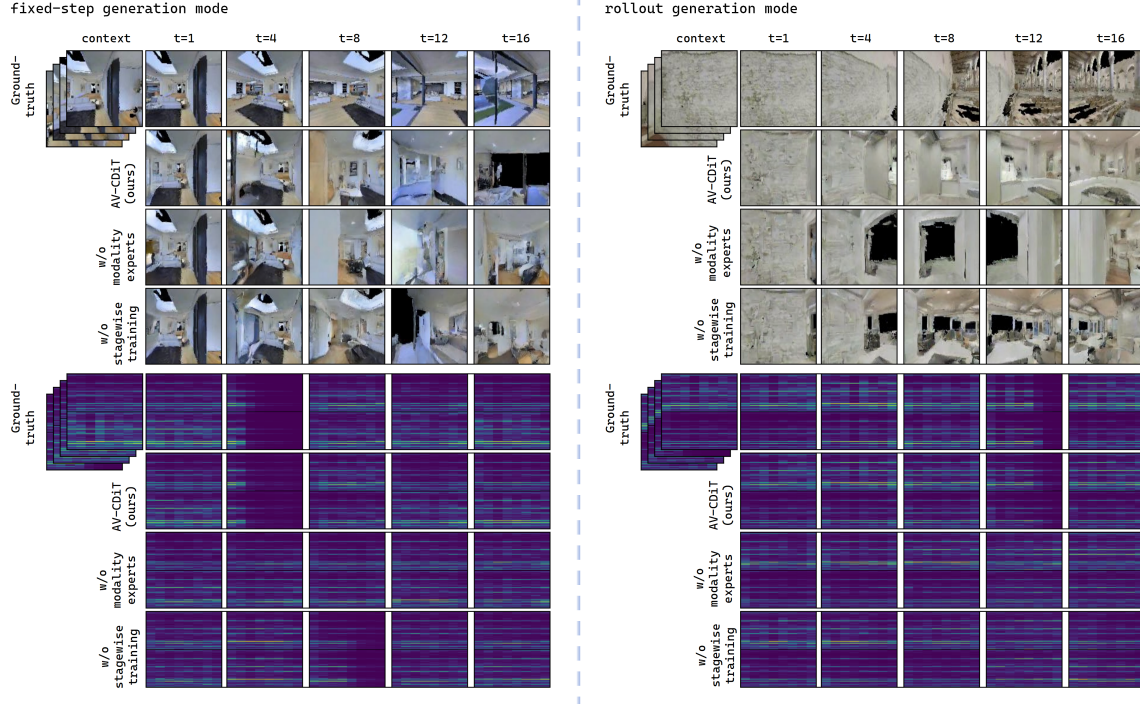 fixed-step generation mode
context t=1 t=4 t=8 t=12 t=16
Ground-
truth
AV-CDiT
(ours)
w/o
modality
experts
w/o
stagewise
training
Ground-
truth
AV-CDiT
(ours)
w/o
modality
experts
w/o
stagewise
training
rollout generation mode
context t=1 t=4 t=8 t=12 t=16
Ground-
truth
AV-CDiT
(ours)
w/o
modality
experts
w/o
stagewise
training
Ground-
truth
AV-CDiT
(ours)
w/o
modality
experts
w/o
stagewise
training